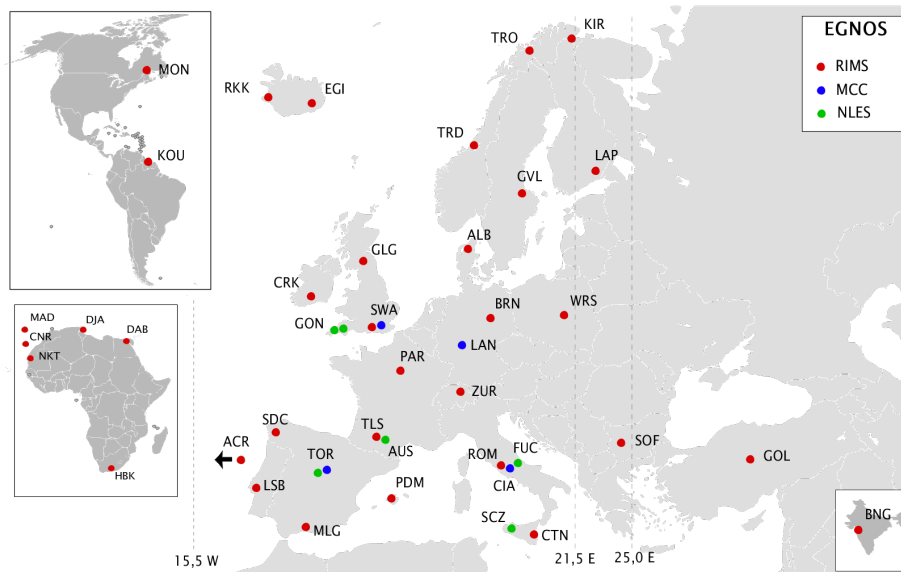 EGNOS
RIMS
MCC
NLES
MON
KOU
KIR
TRO
RKK
EGI
TRD
LAP
GVL
ALB
GLG
CRK
SWA
GON
BRN
WRS
LAN
PAR
ZUR
MAD
DJA
DAB
CNR
NKT
HBK
SDC
TLS
ACR
TOR
AUS
ROM
FUC
SOF
GOL
CIA
LSB
PDM
SCZ
MLG
CTN
BNG
15,5 W
21,5 E
25,0 E